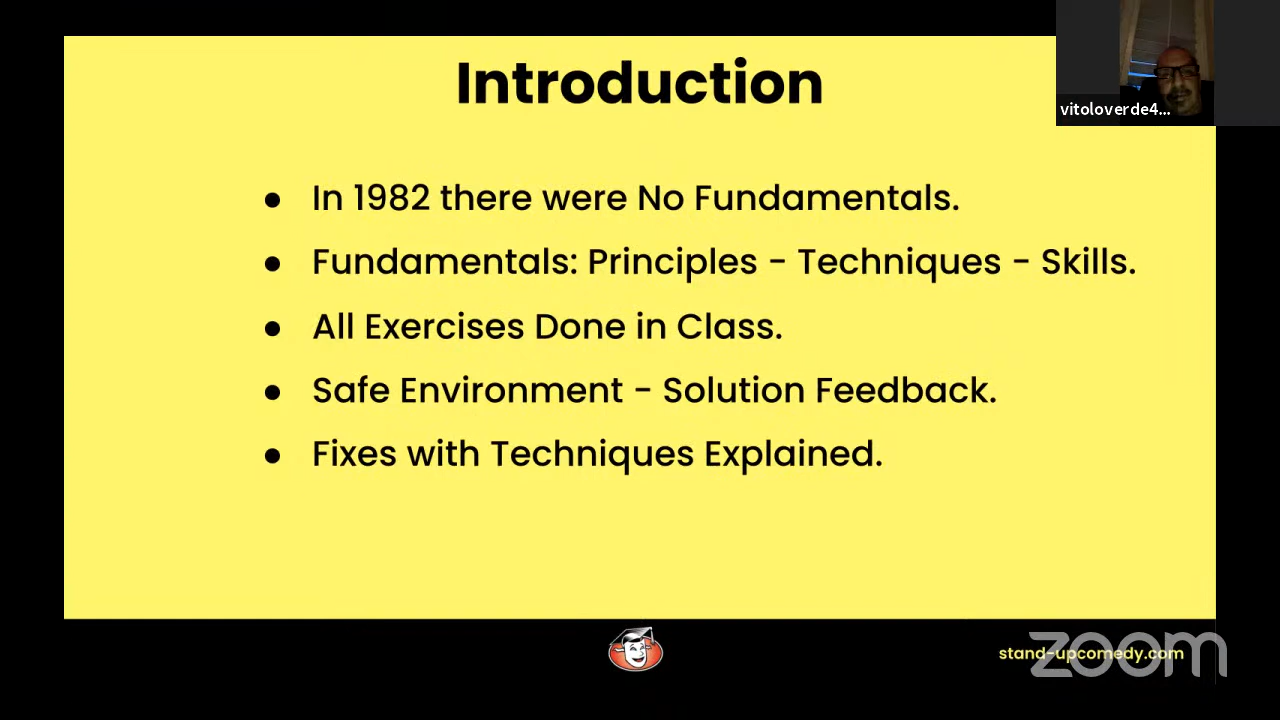 Introduction
vitoloverde4...
● In 1982 there were No Fundamentals.
● Fundamentals: Principles - Techniques - Skills.
● All Exercises Done in Class.
● Safe Environment - Solution Feedback.
● Fixes with Techniques Explained.
stand-upcomedy.com
zoom